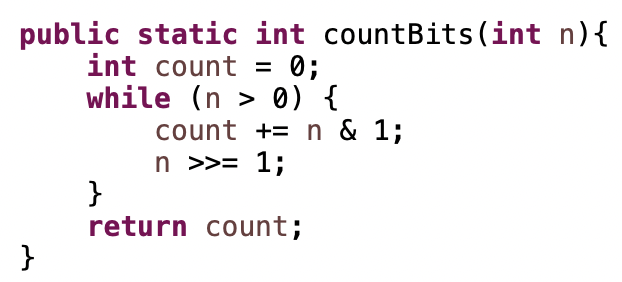 public static int countBits(int n){
    int count = 0;
    while (n > 0) {
        count += n & 1;
        n >>= 1;
    }
    return count;
}